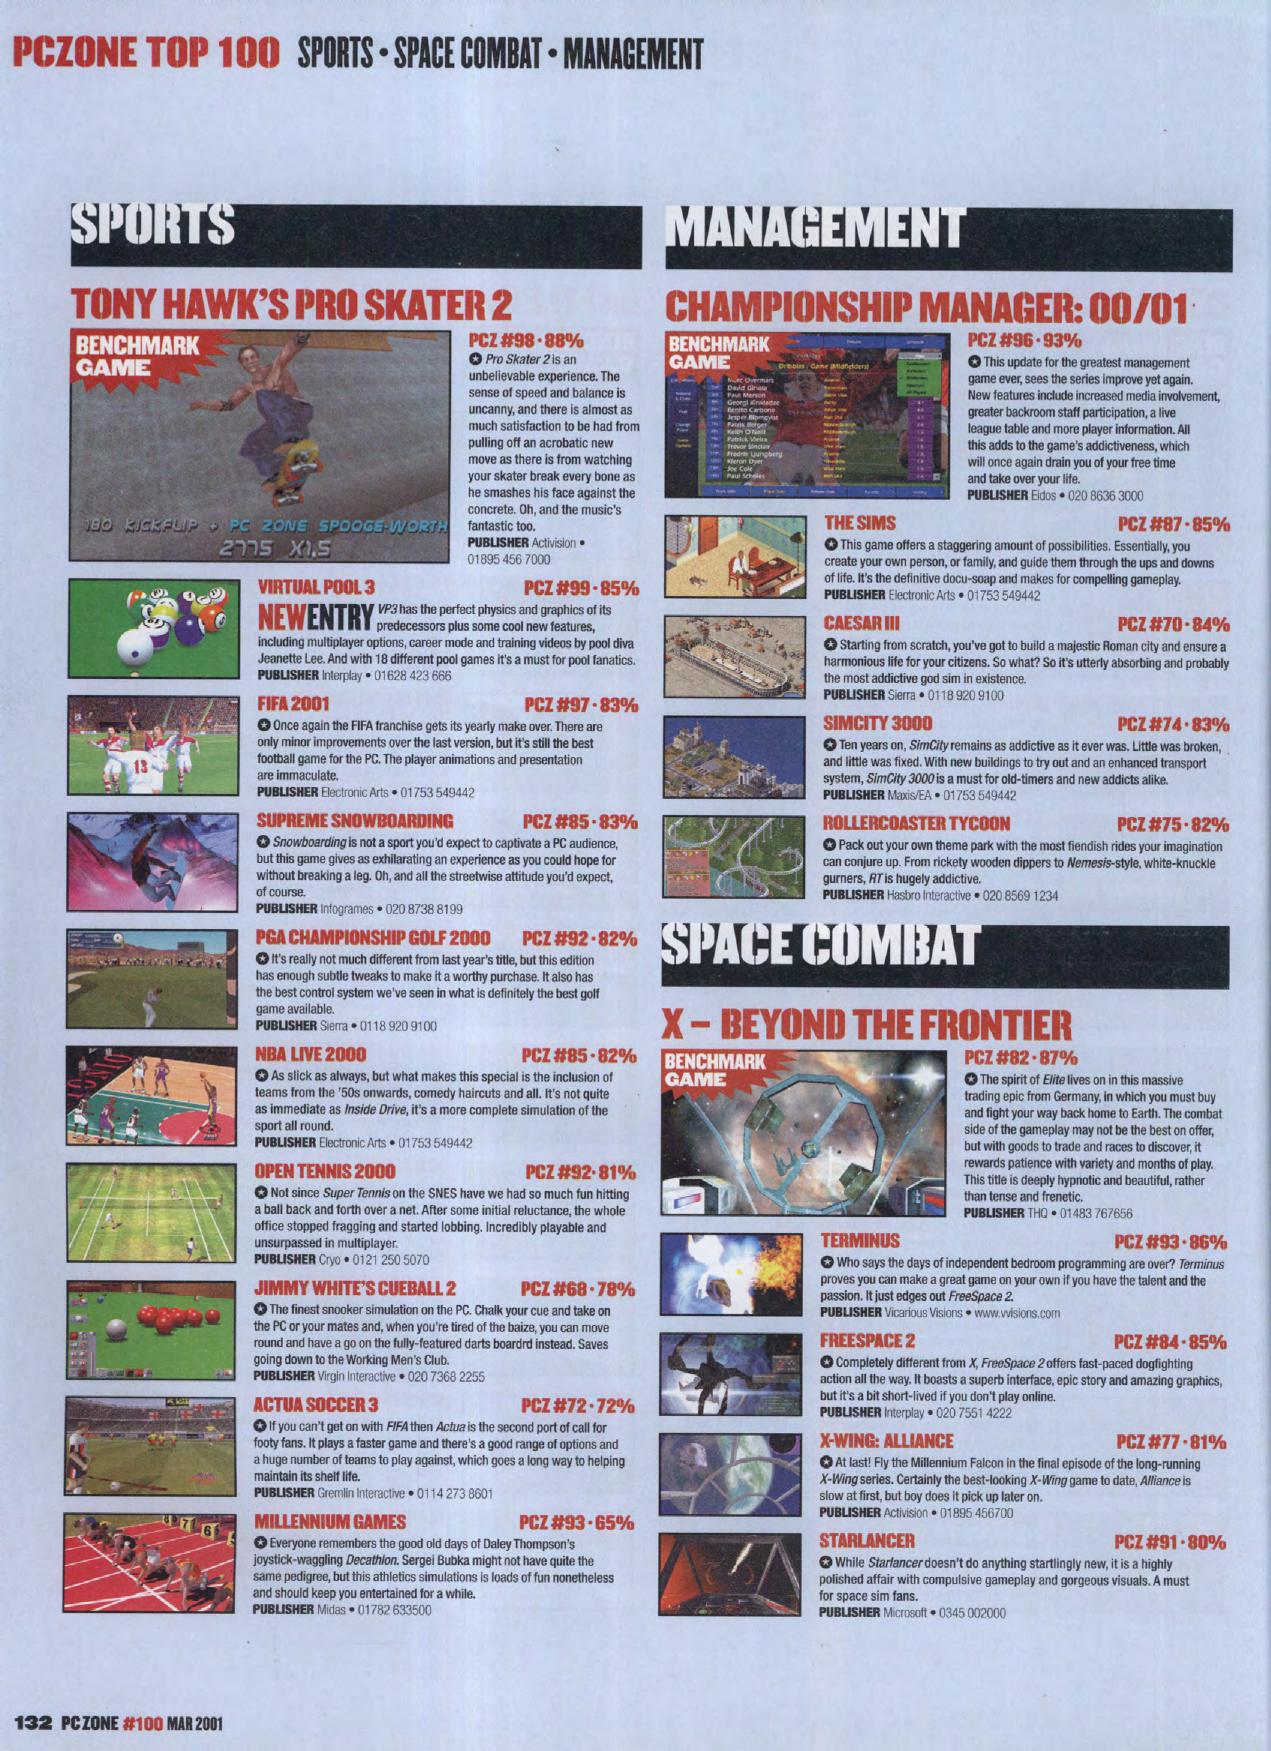 PCZONE TOP 100 SPORTS • SPACE COMBAT • MANAGEMENT
SPORTS
TONY HAWK'S PRO SKATER 2
BENCHMARK
GAME
180 KICKFLIP + PC ZONE SPOOGE-WORTH
2775 X1.5
PCZ #98 • 88%
Pro Skater 2 is an
unbelievable experience. The
sense of speed and balance is
uncanny, and there is almost as
much satisfaction to be had from
pulling off an acrobatic new
move as there is from watching
your skater break every bone as
he smashes his face against the
concrete. Oh, and the music's
fantastic too.
PUBLISHER Activision •
01895 456 7000
VIRTUAL POOL 3 PCZ #99 • 85%
NEW ENTRY VP3 has the perfect physics and graphics of its
predecessors plus some cool new features,
including multiplayer options, career mode and training videos by pool diva
Jeanette Lee. And with 18 different pool games it's a must for pool fanatics.
PUBLISHER Interplay • 01628 423 666
FIFA 2001 PCZ #97 • 83%
Once again the FIFA franchise gets its yearly make over. There are
only minor improvements over the last version, but it's still the best
football game for the PC. The player animations and presentation
are immaculate.
PUBLISHER Electronic Arts • 01753 549442
13
SUPREME SNOWBOARDING PCZ #85 • 83%
Snowboarding is not a sport you'd expect to captivate a PC audience,
but this game gives as exhilarating an experience as you could hope for
without breaking a leg. Oh, and all the streetwise attitude you'd expect,
of course.
PUBLISHER Infogrames • 020 8738 8199
PGA CHAMPIONSHIP GOLF 2000 PCZ #92 • 82%
It's really not much different from last year's title, but this edition
has enough subtle tweaks to make it a worthy purchase. It also has
the best control system we've seen in what is definitely the best golf
game available.
PUBLISHER Sierra • 0118 920 9100
NBA LIVE 2000 PCZ #85 • 82%
As slick as always, but what makes this special is the inclusion of
teams from the '50s onwards, comedy haircuts and all. It's not quite
as immediate as Inside Drive, it's a more complete simulation of the
sport all round.
PUBLISHER Electronic Arts • 01753 549442
OPEN TENNIS 2000 PCZ #92 • 81%
Not since Super Tennis on the SNES have we had so much fun hitting
a ball back and forth over a net. After some initial reluctance, the whole
office stopped fragging and started lobbing. Incredibly playable and
unsurpassed in multiplayer.
PUBLISHER Cryo • 0121 250 5070
JIMMY WHITE'S CUEBALL 2 PCZ #68 • 78%
The finest snooker simulation on the PC. Chalk your cue and take on
the PC or your mates and, when you're tired of the baize, you can move
round and have a go on the fully-featured darts boardrd instead. Saves
going down to the Working Men's Club.
PUBLISHER Virgin Interactive • 020 7368 2255
ACTUA SOCCER 3 PCZ #72 • 72%
If you can't get on with FIFA then Actua is the second port of call for
footy fans. It plays a faster game and there's a good range of options and
a huge number of teams to play against, which goes a long way to helping
maintain its shelf life.
PUBLISHER Gremlin Interactive • 0114 273 8601
MILLENNIUM GAMES PCZ #93 • 65%
Everyone remembers the good old days of Daley Thompson's
joystick-waggling Decathlon. Sergei Bubka might not have quite the
same pedigree, but this athletics simulations is loads of fun nonetheless
and should keep you entertained for a while.
PUBLISHER Midas • 01782 633500
MANAGEMENT
CHAMPIONSHIP MANAGER: 00/01
BENCHMARK
GAME
Dribbles / Game (Midfielders)
Marc Overmars
David Ginola
Paul Merson
Georgi Kinkladze
Benito Carbone
Jesper Blomqvist
Patrik Berger
Keith O'Neill
Patrick Vieira
Trevor Sinclair
Fredrik Ljungberg
Kieron Dyer
Joe Cole
Paul Scholes
PCZ #96 • 93%
This update for the greatest management
game ever, sees the series improve yet again.
New features include increased media involvement,
greater backroom staff participation, a live
league table and more player information. All
this adds to the game's addictiveness, which
will once again drain you of your free time
and take over your life.
PUBLISHER Eidos • 020 8636 3000
THE SIMS PCZ #87 • 85%
This game offers a staggering amount of possibilities. Essentially, you
create your own person, or family, and guide them through the ups and downs
of life. It's the definitive docu-soap and makes for compelling gameplay.
PUBLISHER Electronic Arts • 01753 549442
CAESAR III PCZ #70 • 84%
Starting from scratch, you've got to build a majestic Roman city and ensure a
harmonious life for your citizens. So what? So it's utterly absorbing and probably
the most addictive god sim in existence.
PUBLISHER Sierra • 0118 920 9100
SIMCITY 3000 PCZ #74 • 83%
Ten years on, SimCity remains as addictive as it ever was. Little was broken,
and little was fixed. With new buildings to try out and an enhanced transport
system, SimCity 3000 is a must for old-timers and new addicts alike.
PUBLISHER Maxis/EA • 01753 549442
ROLLERCOASTER TYCOON PCZ #75 • 82%
Pack out your own theme park with the most fiendish rides your imagination
can conjure up. From rickety wooden dippers to Nemesis-style, white-knuckle
gurners, RT is hugely addictive.
PUBLISHER Hasbro Interactive • 020 8569 1234
SPACE COMBAT
X – BEYOND THE FRONTIER
BENCHMARK
GAME
PCZ #82 • 87%
The spirit of Elite lives on in this massive
trading epic from Germany, in which you must buy
and fight your way back home to Earth. The combat
side of the gameplay may not be the best on offer,
but with goods to trade and races to discover, it
rewards patience with variety and months of play.
This title is deeply hypnotic and beautiful, rather
than tense and frenetic.
PUBLISHER THQ • 01483 767656
TERMINUS PCZ #93 • 86%
Who says the days of independent bedroom programming are over? Terminus
proves you can make a great game on your own if you have the talent and the
passion. It just edges out FreeSpace 2.
PUBLISHER Vicarious Visions • www.vvisions.com
FREESPACE 2 PCZ #84 • 85%
Completely different from X, FreeSpace 2 offers fast-paced dogfighting
action all the way. It boasts a superb interface, epic story and amazing graphics,
but it's a bit short-lived if you don't play online.
PUBLISHER Interplay • 020 7551 4222
X-WING: ALLIANCE PCZ #77 • 81%
At last! Fly the Millennium Falcon in the final episode of the long-running
X-Wing series. Certainly the best-looking X-Wing game to date, Alliance is
slow at first, but boy does it pick up later on.
PUBLISHER Activision • 01895 456700
STARLANCER PCZ #91 • 80%
While Starlancer doesn't do anything startlingly new, it is a highly
polished affair with compulsive gameplay and gorgeous visuals. A must
for space sim fans.
PUBLISHER Microsoft • 0345 002000
132 PCZONE #100 MAR 2001